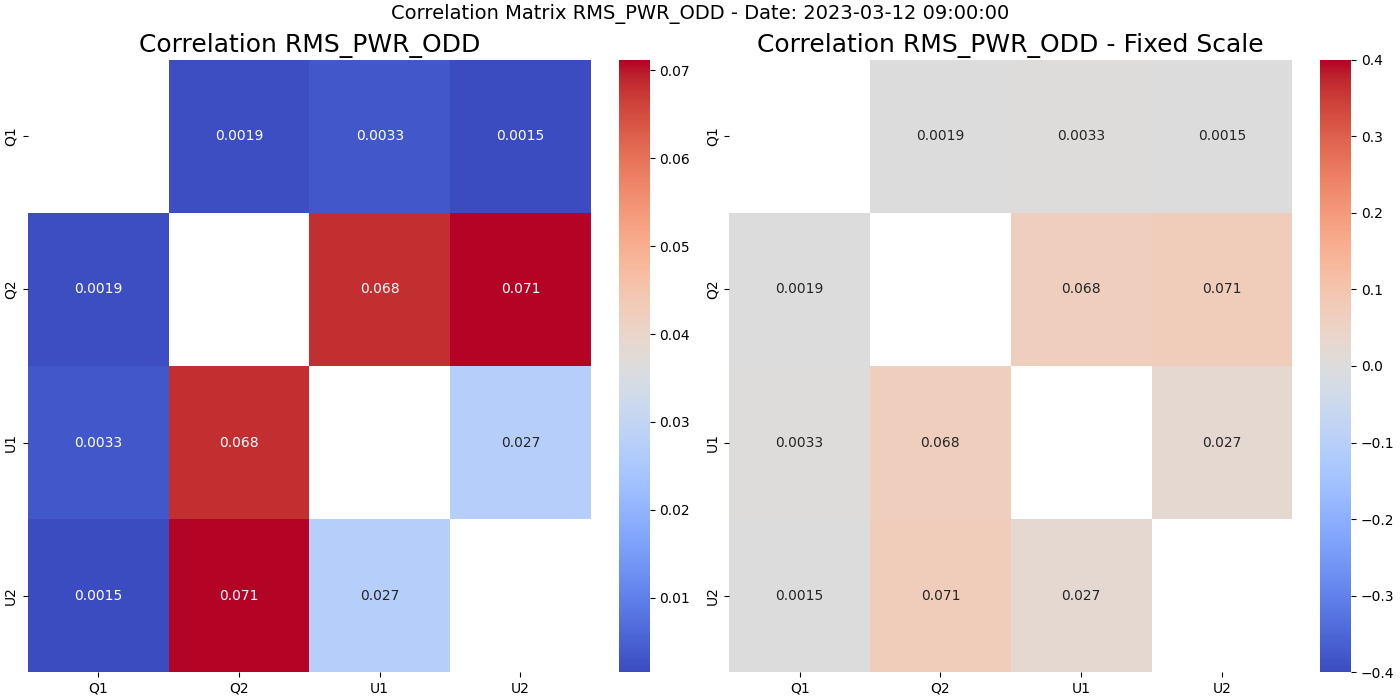 Correlation Matrix RMS_PWR_ODD - Date: 2023-03-12 09:00:00
Correlation RMS_PWR_ODD
Q1
0.0019 0.0033 0.0015
Q2
0.0019 0.068 0.071
U1
0.0033 0.068 0.027
U2
0.0015 0.071 0.027
Q1 Q2 U1 U2
0.07
0.06
0.05
0.04
0.03
0.02
0.01
Correlation RMS_PWR_ODD - Fixed Scale
Q1
0.0019 0.0033 0.0015
Q2
0.0019 0.068 0.071
U1
0.0033 0.068 0.027
U2
0.0015 0.071 0.027
Q1 Q2 U1 U2
0.4
0.3
0.2
0.1
0.0
−0.1
−0.2
−0.3
−0.4